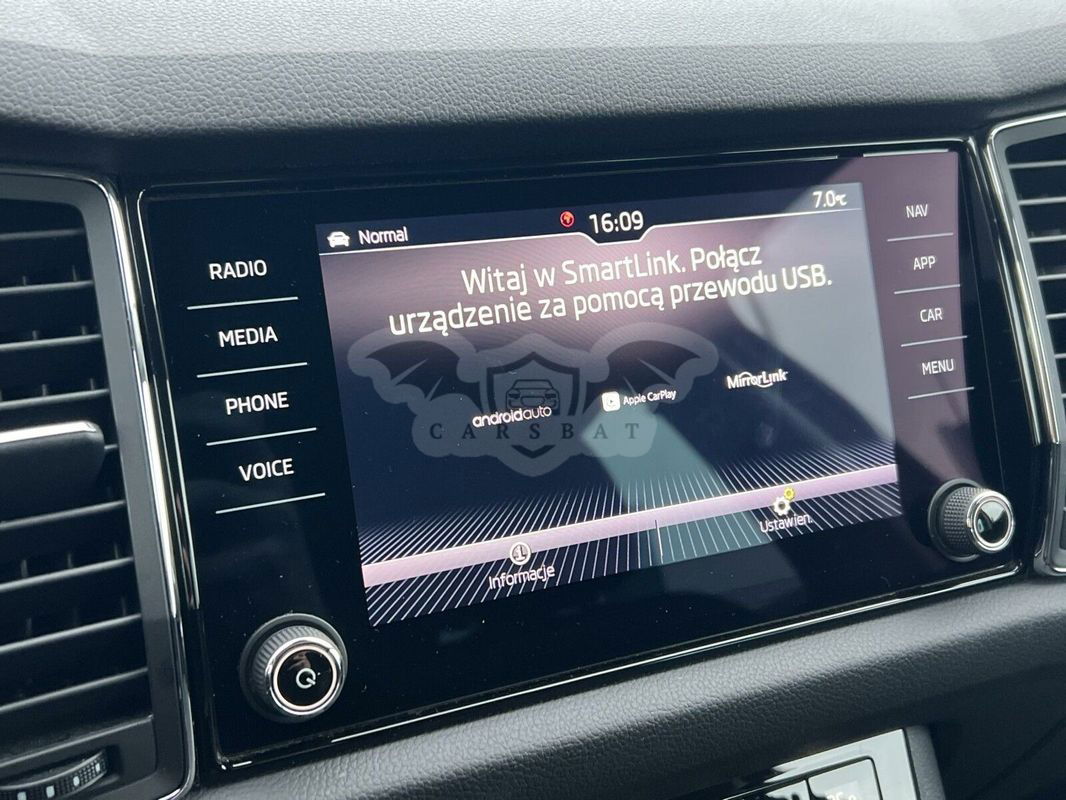 RADIO
MEDIA
PHONE
VOICE
Normal
16:09
7.0°C
Witaj w SmartLink. Połącz
urządzenie za pomocą przewodu USB.
androidauto
Apple CarPlay
MirrorLink
CARSBAT
Informacje
Ustawien.
NAV
APP
CAR
MENU